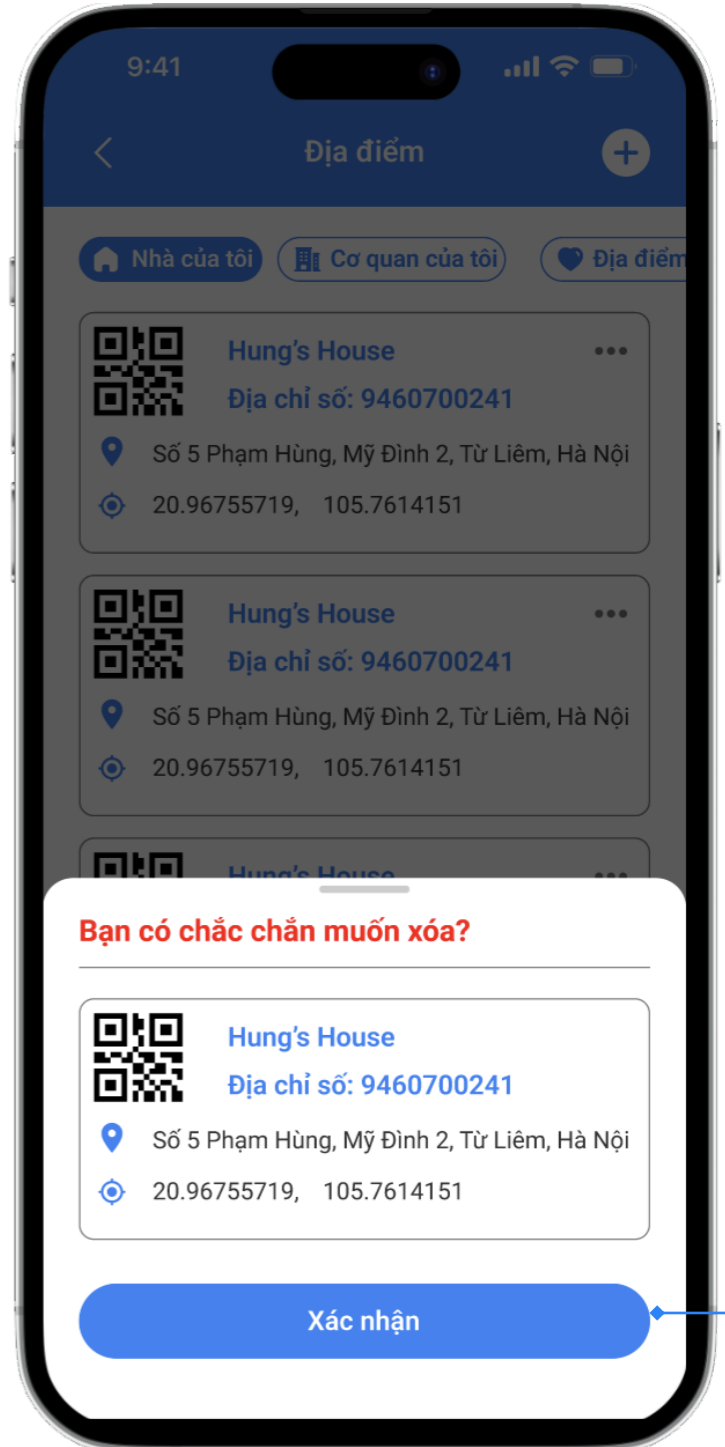 9:41
Địa điểm
Nhà của tôi
Cơ quan của tôi
Địa điểm
Hung’s House
Địa chỉ số: 9460700241
Số 5 Phạm Hùng, Mỹ Đình 2, Từ Liêm, Hà Nội
20.96755719, 105.7614151
Hung’s House
Địa chỉ số: 9460700241
Số 5 Phạm Hùng, Mỹ Đình 2, Từ Liêm, Hà Nội
20.96755719, 105.7614151
Hung’s House
Bạn có chắc chắn muốn xóa?
Hung’s House
Địa chỉ số: 9460700241
Số 5 Phạm Hùng, Mỹ Đình 2, Từ Liêm, Hà Nội
20.96755719, 105.7614151
Xác nhận